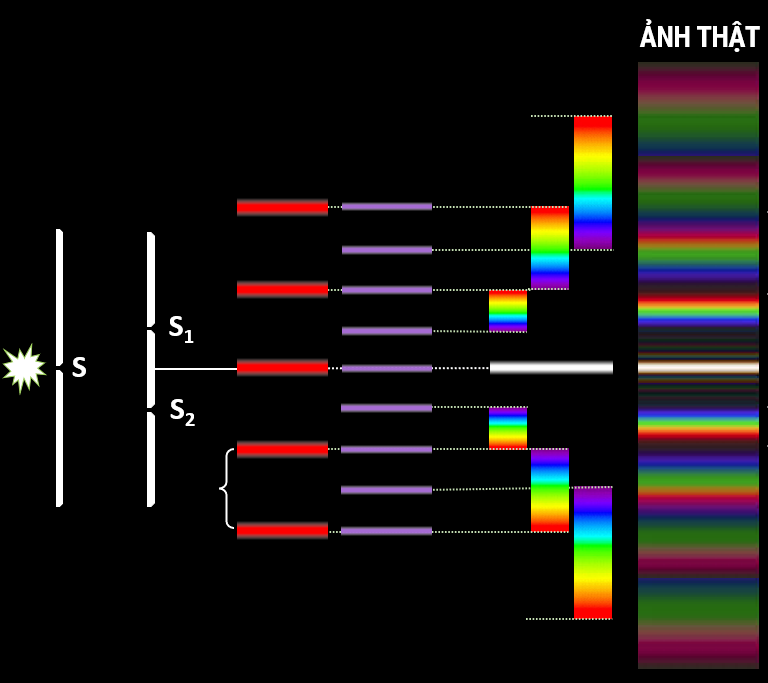 ẢNH THẬT
S₁
S
S₂